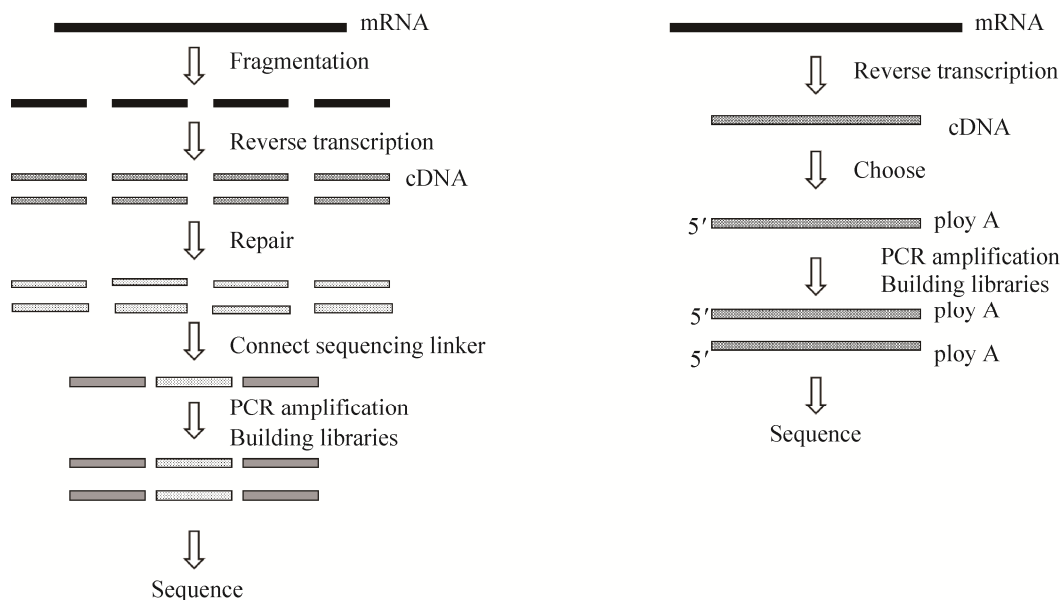 mRNA
Fragmentation
Reverse transcription
cDNA
Repair
Connect sequencing linker
PCR amplification
Building libraries
Sequence
mRNA
Reverse transcription
cDNA
Choose
5′ ploy A
PCR amplification
Building libraries
5′ ploy A
5′ ploy A
Sequence